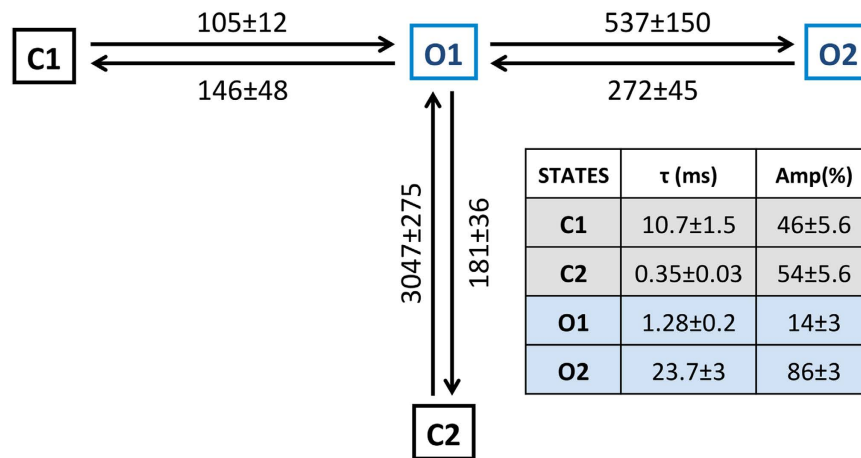 105±12
537±150
C1
O1
O2
146±48
272±45
3047±275
181±36
STATES τ (ms) Amp(%)
C1 10.7±1.5 46±5.6
C2 0.35±0.03 54±5.6
O1 1.28±0.2 14±3
O2 23.7±3 86±3
C2